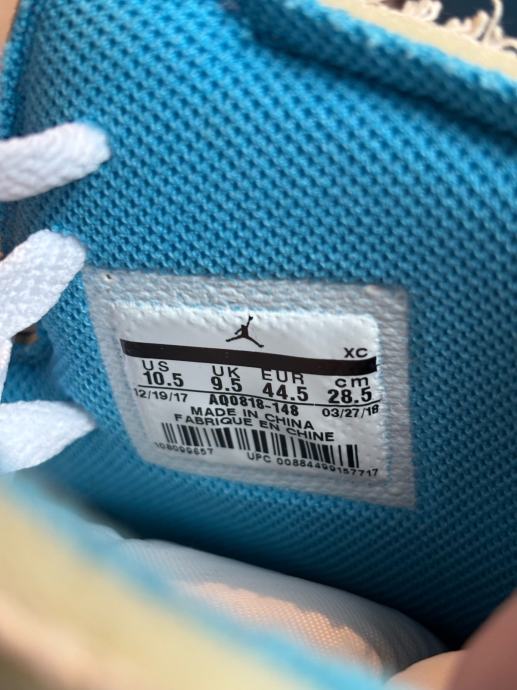 XC
US UK EUR cm
10.5 9.5 44.5 28.5
12/19/17 AQ0818-148 03/27/18
MADE IN CHINA
FABRIQUE EN CHINE
108099657 UPC 00884499157717